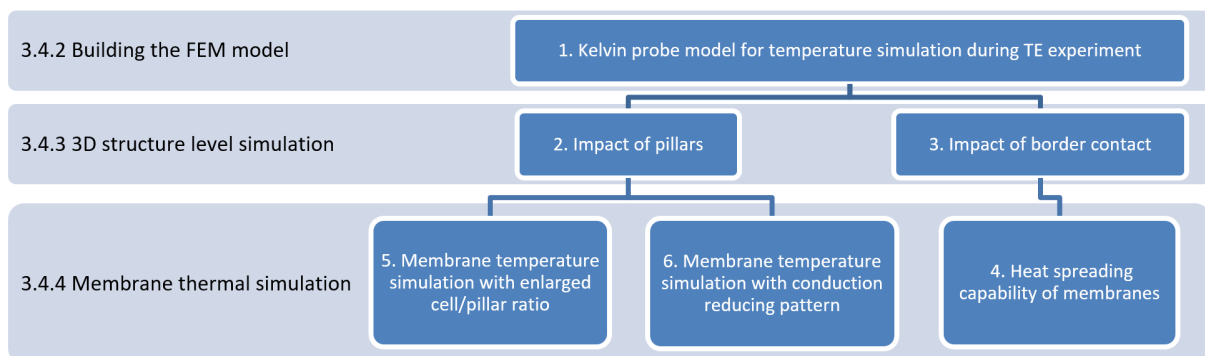 3.4.2 Building the FEM model
1. Kelvin probe model for temperature simulation during TE experiment
3.4.3 3D structure level simulation
2. Impact of pillars
3. Impact of border contact
3.4.4 Membrane thermal simulation
5. Membrane temperature
simulation with enlarged
cell/pillar ratio
6. Membrane temperature
simulation with conduction
reducing pattern
4. Heat spreading
capability of membranes